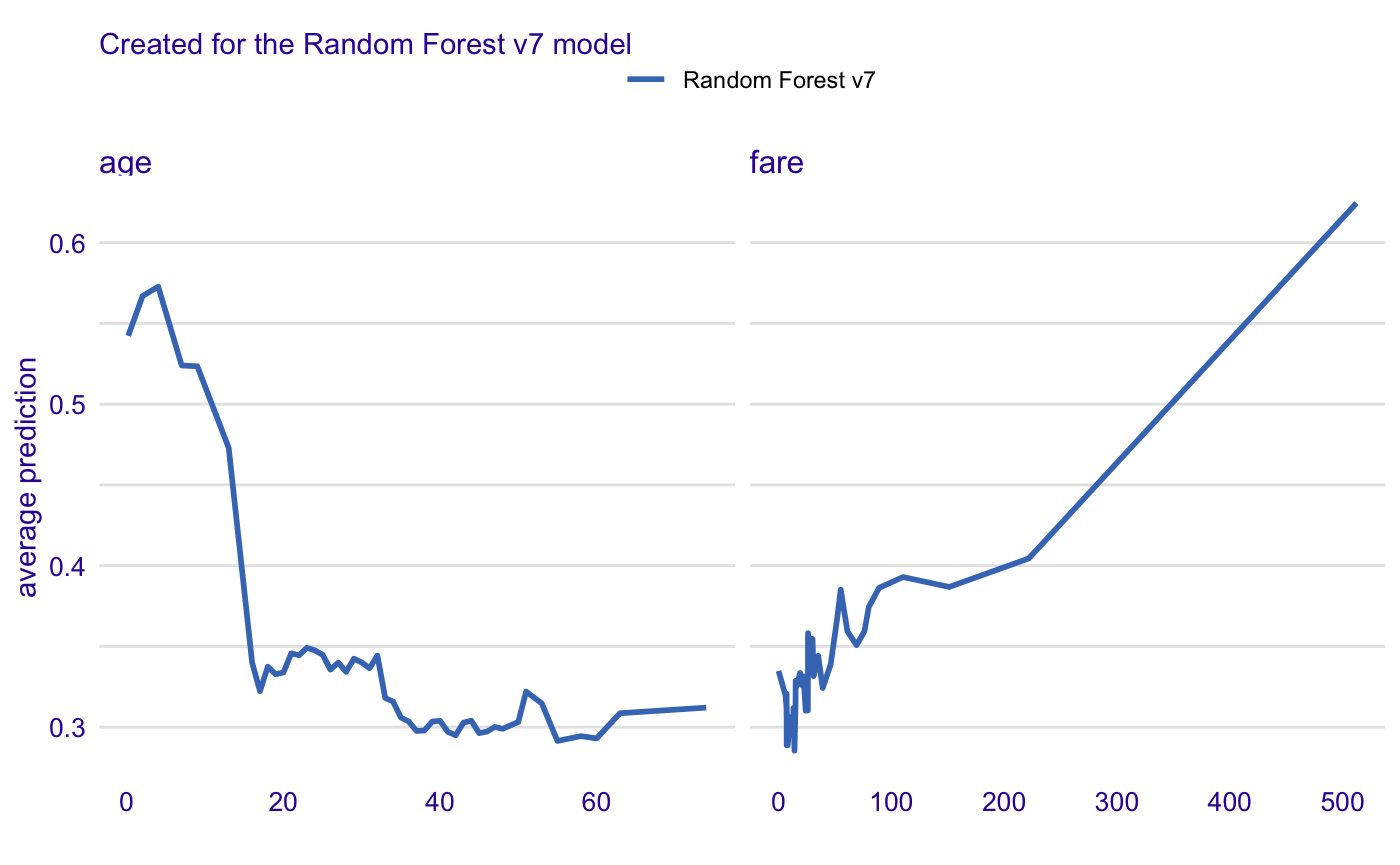 Created for the Random Forest v7 model
Random Forest v7
age
fare
average prediction
0.6
0.5
0.4
0.3
0 20 40 60
0 100 200 300 400 500